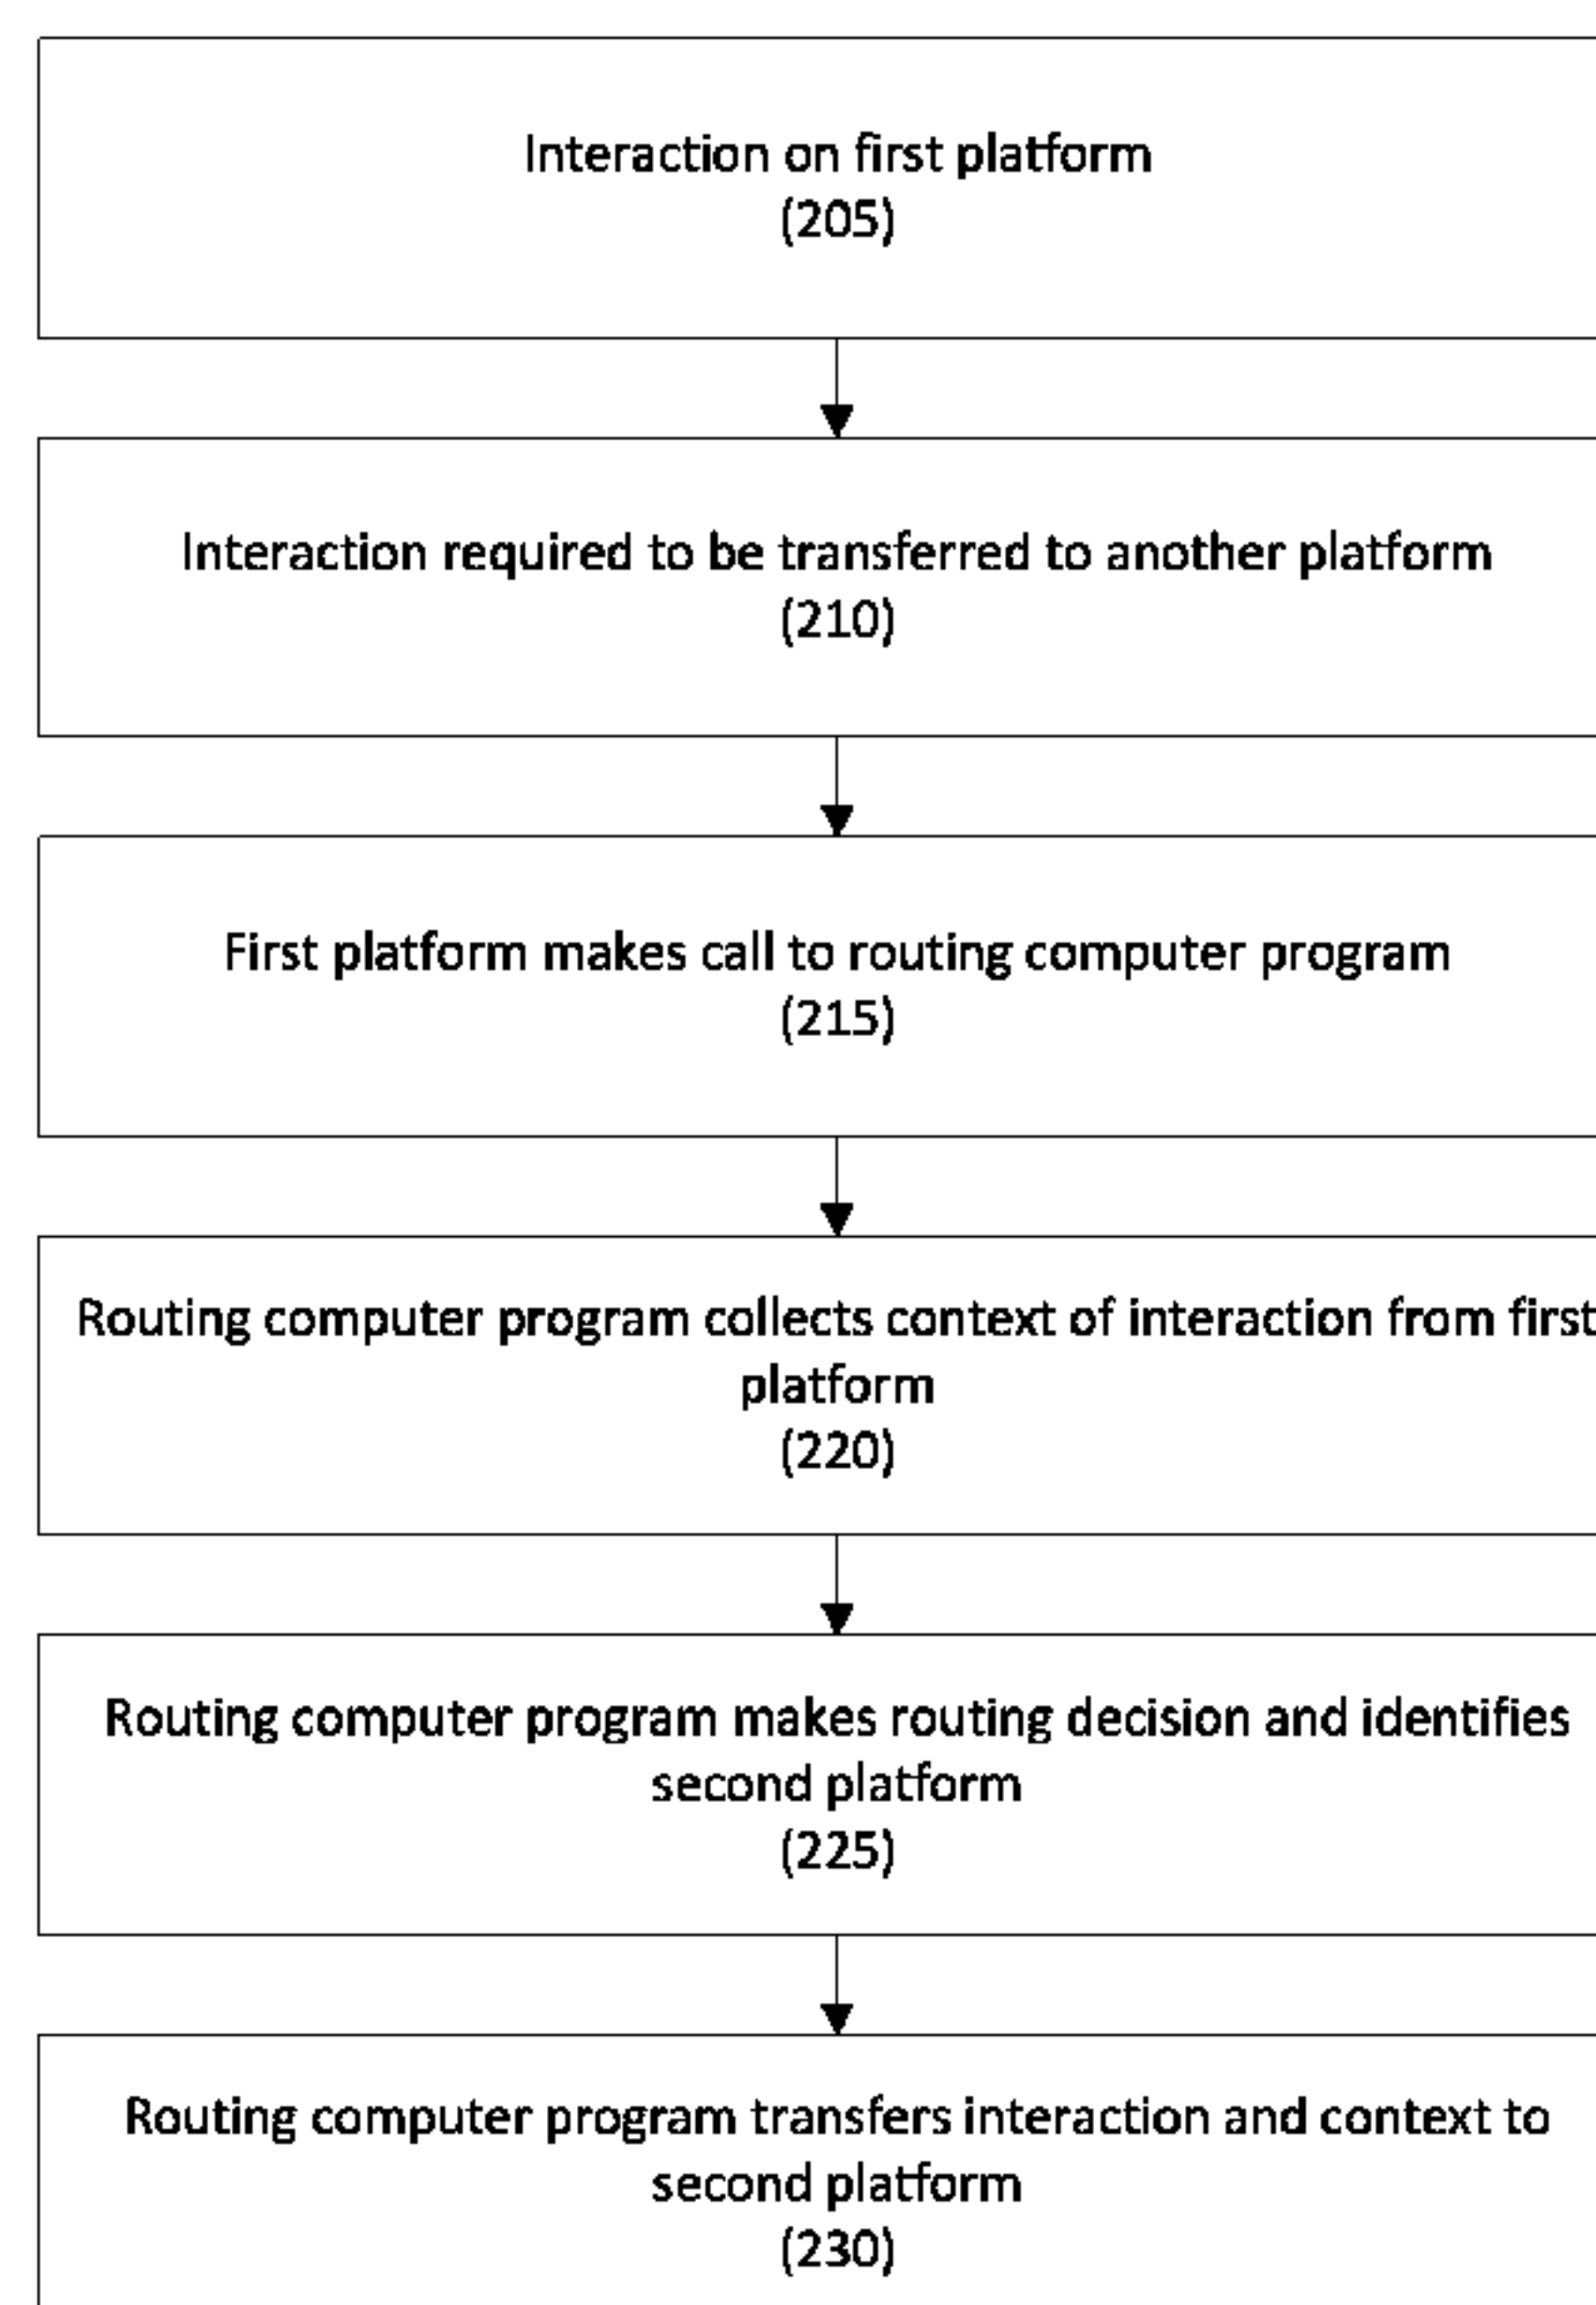 Interaction on first platform
(205)
Interaction required to be transferred to another platform
(210)
First platform makes call to routing computer program
(215)
Routing computer program collects context of interaction from first
platform
(220)
Routing computer program makes routing decision and identifies
second platform
(225)
Routing computer program transfers interaction and context to
second platform
(230)